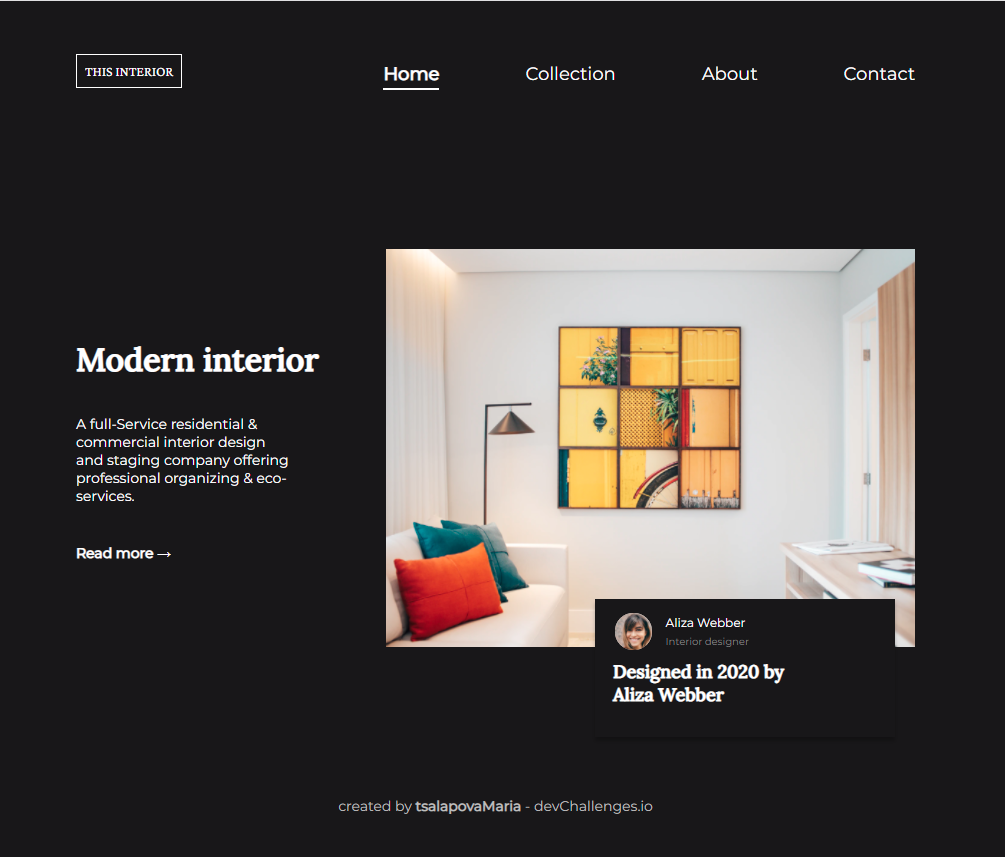 THIS INTERIOR
Home Collection About Contact
Modern interior
A full-Service residential &
commercial interior design
and staging company offering
professional organizing & eco-
services.
Read more →
Aliza Webber
Interior designer
Designed in 2020 by
Aliza Webber
created by tsalapovaMaria - devChallenges.io